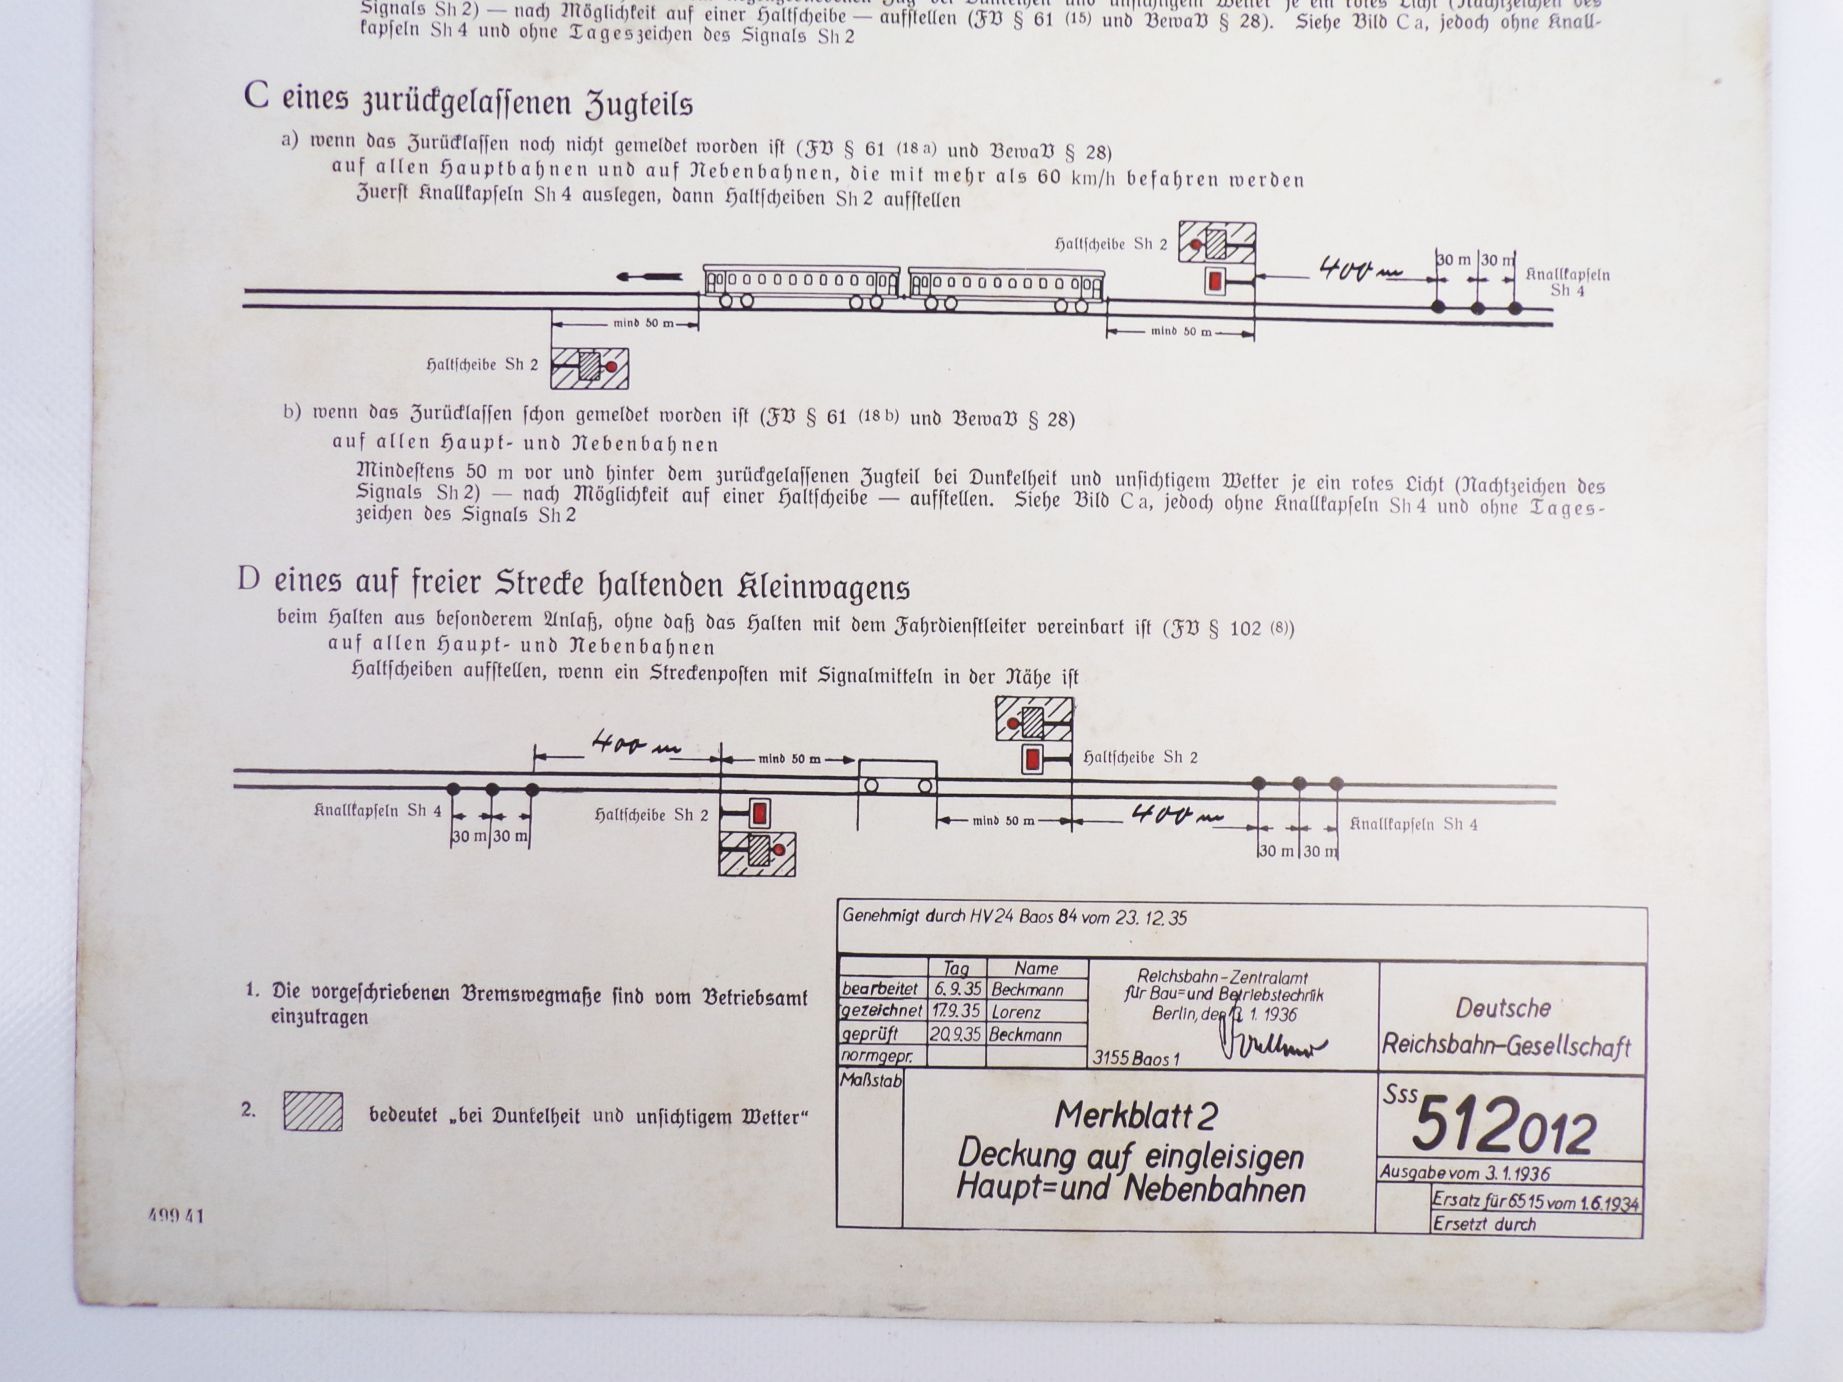 Signals Sh 2) — nach Möglichkeit auf einer Haltscheibe — aufstellen (FV § 61 (15) und BewaV § 28). Siehe Bild C a, jedoch ohne Knall-
kapseln Sh 4 und ohne Tageszeichen des Signals Sh 2
C eines zurückgelassenen Zugteils
a) wenn das Zurücklassen noch nicht gemeldet worden ist (FV § 61 (18 a) und BewaV § 28)
auf allen Hauptbahnen und auf Nebenbahnen, die mit mehr als 60 km/h befahren werden
Zuerst Knallkapseln Sh 4 auslegen, dann Haltscheiben Sh 2 aufstellen
Haltscheibe Sh 2
400 m
30 m 30 m
Knallkapseln
Sh 4
mind 50 m
mind 50 m
Haltscheibe Sh 2
b) wenn das Zurücklassen schon gemeldet worden ist (FV § 61 (18 b) und BewaV § 28)
auf allen Haupt- und Nebenbahnen
Mindestens 50 m vor und hinter dem zurückgelassenen Zugteil bei Dunkelheit und unsichtigem Wetter je ein rotes Licht (Nachtzeichen des
Signals Sh 2) — nach Möglichkeit auf einer Haltscheibe — aufstellen. Siehe Bild C a, jedoch ohne Knallkapseln Sh 4 und ohne Tages-
zeichen des Signals Sh 2
D eines auf freier Strecke haltenden Kleinwagens
beim Halten aus besonderem Anlaß, ohne daß das Halten mit dem Fahrdienstleiter vereinbart ist (FV § 102 (8))
auf allen Haupt- und Nebenbahnen
Haltscheiben aufstellen, wenn ein Streckenposten mit Signalmitteln in der Nähe ist
400 m
mind 50 m
Haltscheibe Sh 2
Knallkapseln Sh 4
30 m 30 m
Haltscheibe Sh 2
mind 50 m
400 m
30 m 30 m
Knallkapseln Sh 4
Genehmigt durch HV 24 Baos 84 vom 23. 12. 35
Tag Name
bearbeitet 6. 9. 35 Beckmann
gezeichnet 17.9.35 Lorenz
geprüft 20.9.35 Beckmann
normgepr.
Reichsbahn-Zentralamt
für Bau= und Betriebstechnik
Berlin, den 1. 1936
3155 Baos 1
Deutsche
Reichsbahn-Gesellschaft
1. Die vorgeschriebenen Bremswegmaße sind vom Betriebsamt
einzutragen
2. bedeutet „bei Dunkelheit und unsichtigem Wetter“
Maßstab
Merkblatt 2
Deckung auf eingleisigen
Haupt= und Nebenbahnen
Sss 512012
Ausgabe vom 3. 1. 1936
Ersatz für 6515 vom 1.6.1934
Ersetzt durch
499 41